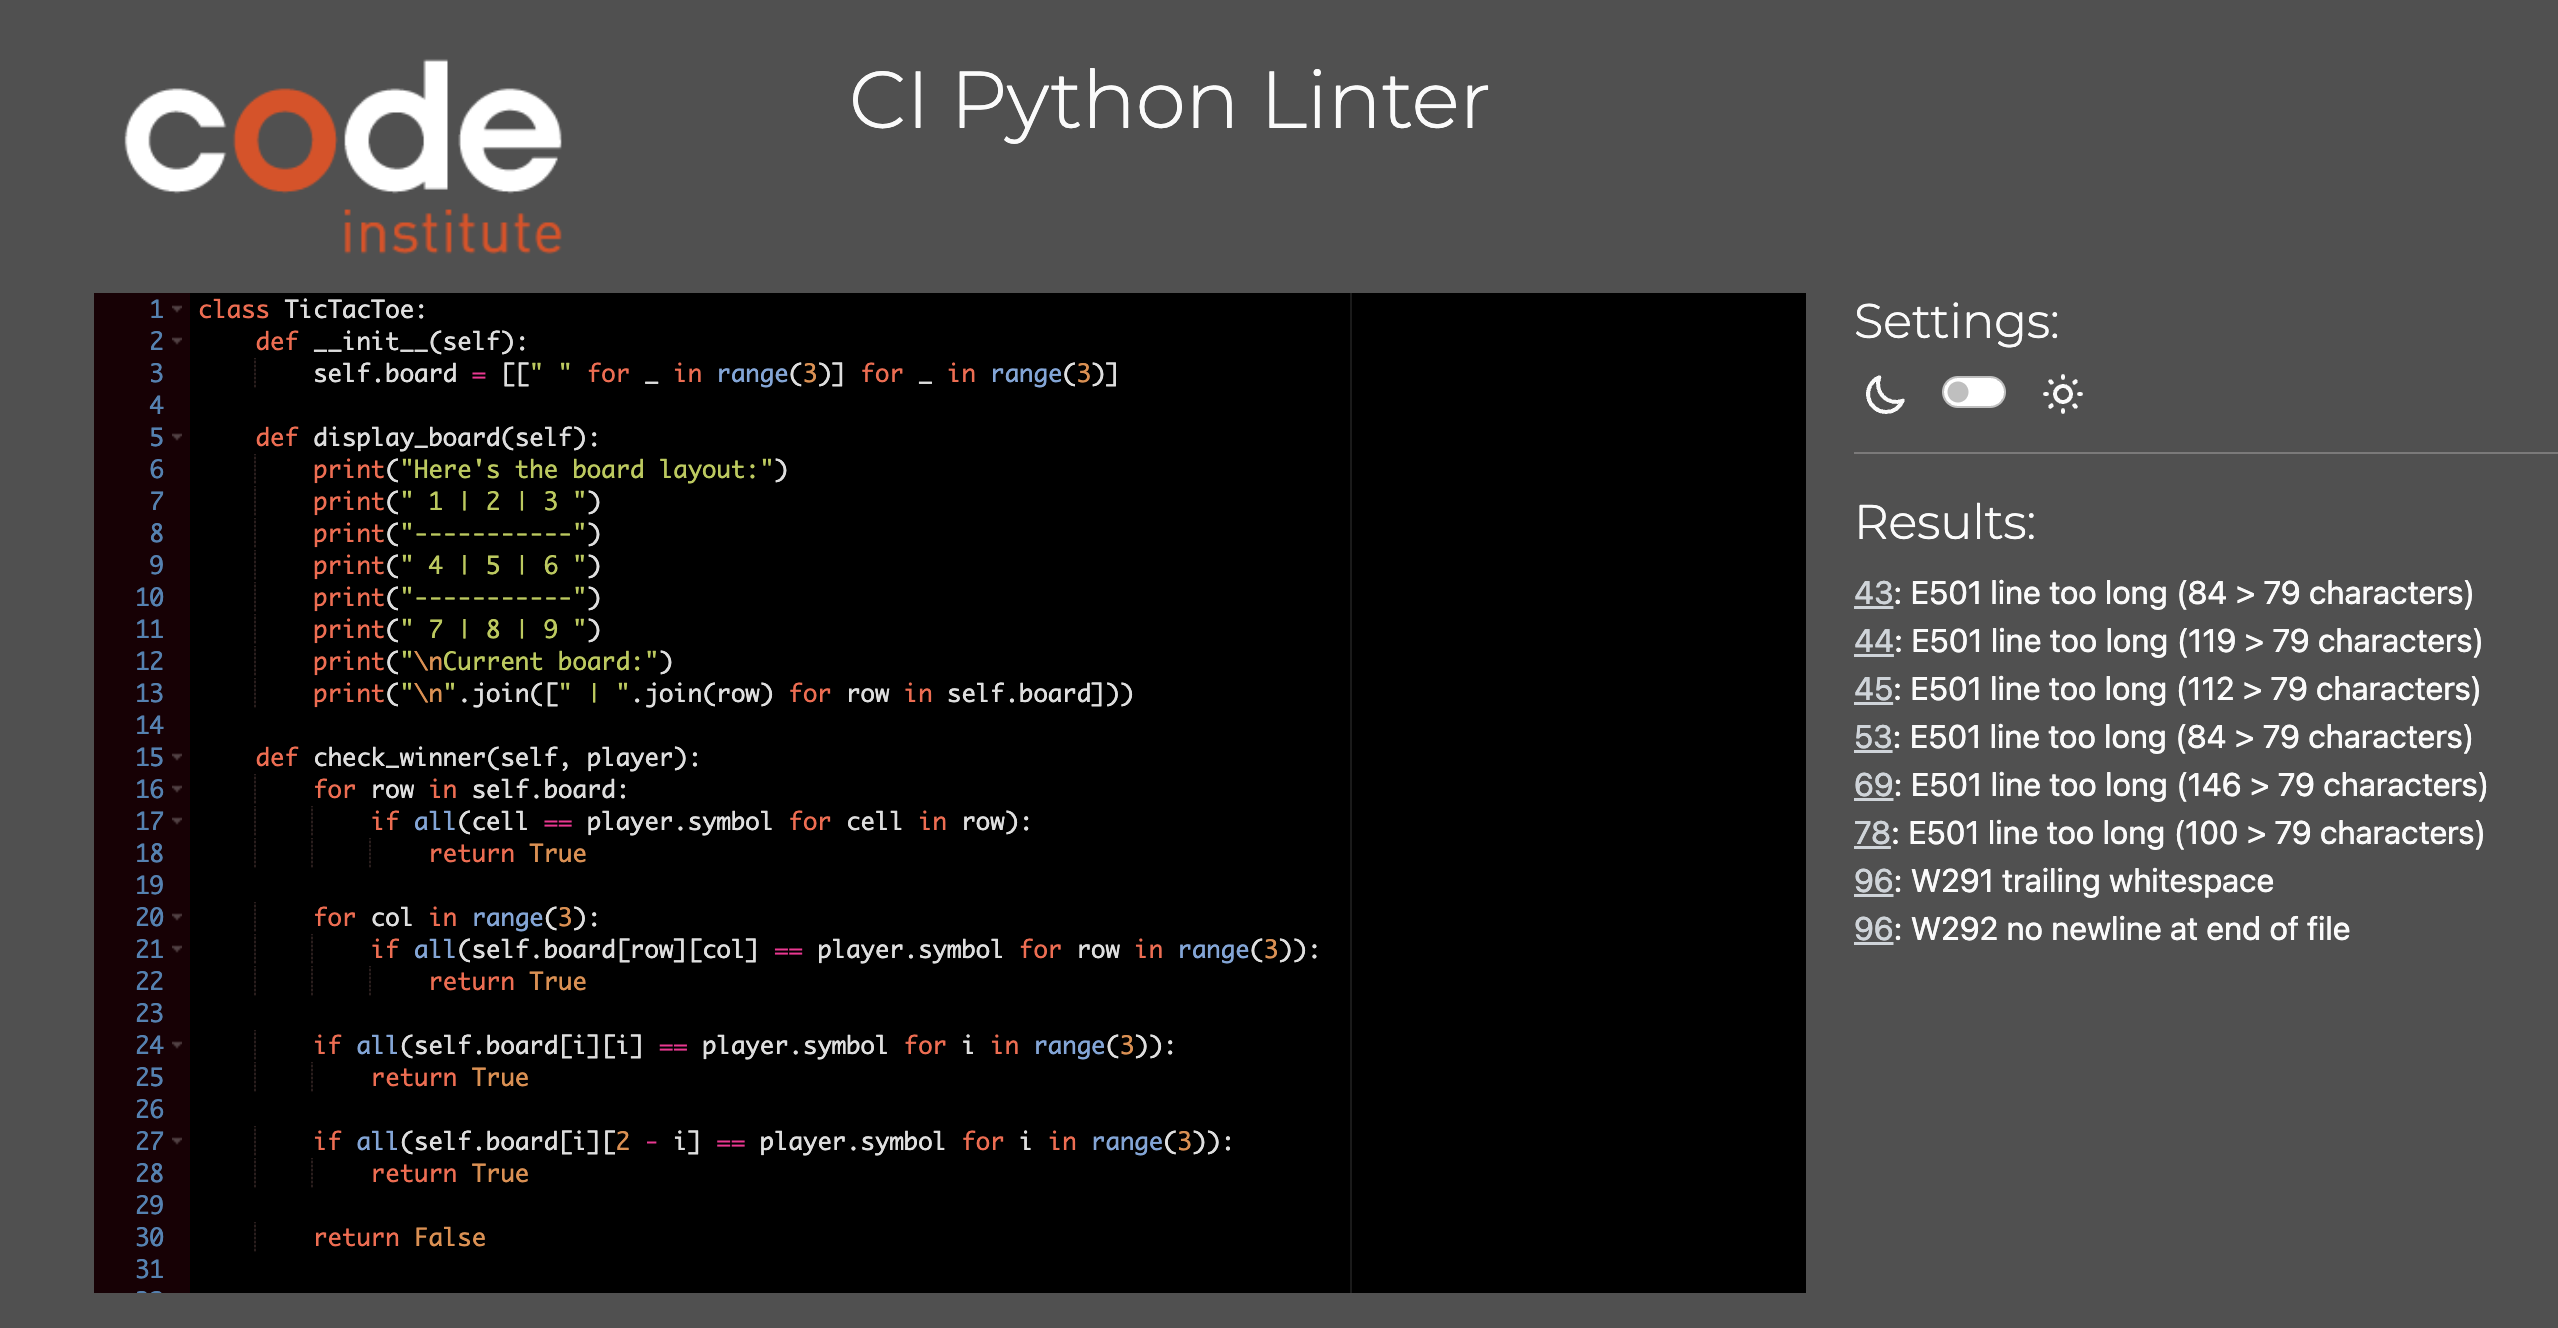 code
institute
CI Python Linter
1 class TicTacToe:
2     def __init__(self):
3         self.board = [[" " for _ in range(3)] for _ in range(3)]
4
5     def display_board(self):
6         print("Here's the board layout:")
7         print(" 1 | 2 | 3 ")
8         print("-----------")
9         print(" 4 | 5 | 6 ")
10         print("-----------")
11         print(" 7 | 8 | 9 ")
12         print("\nCurrent board:")
13         print("\n".join([" | ".join(row) for row in self.board]))
14
15     def check_winner(self, player):
16         for row in self.board:
17             if all(cell == player.symbol for cell in row):
18                 return True
19
20         for col in range(3):
21             if all(self.board[row][col] == player.symbol for row in range(3)):
22                 return True
23
24         if all(self.board[i][i] == player.symbol for i in range(3)):
25             return True
26
27         if all(self.board[i][2 - i] == player.symbol for i in range(3)):
28             return True
29
30         return False
31
Settings:
Results:
43: E501 line too long (84 > 79 characters)
44: E501 line too long (119 > 79 characters)
45: E501 line too long (112 > 79 characters)
53: E501 line too long (84 > 79 characters)
69: E501 line too long (146 > 79 characters)
78: E501 line too long (100 > 79 characters)
96: W291 trailing whitespace
96: W292 no newline at end of file